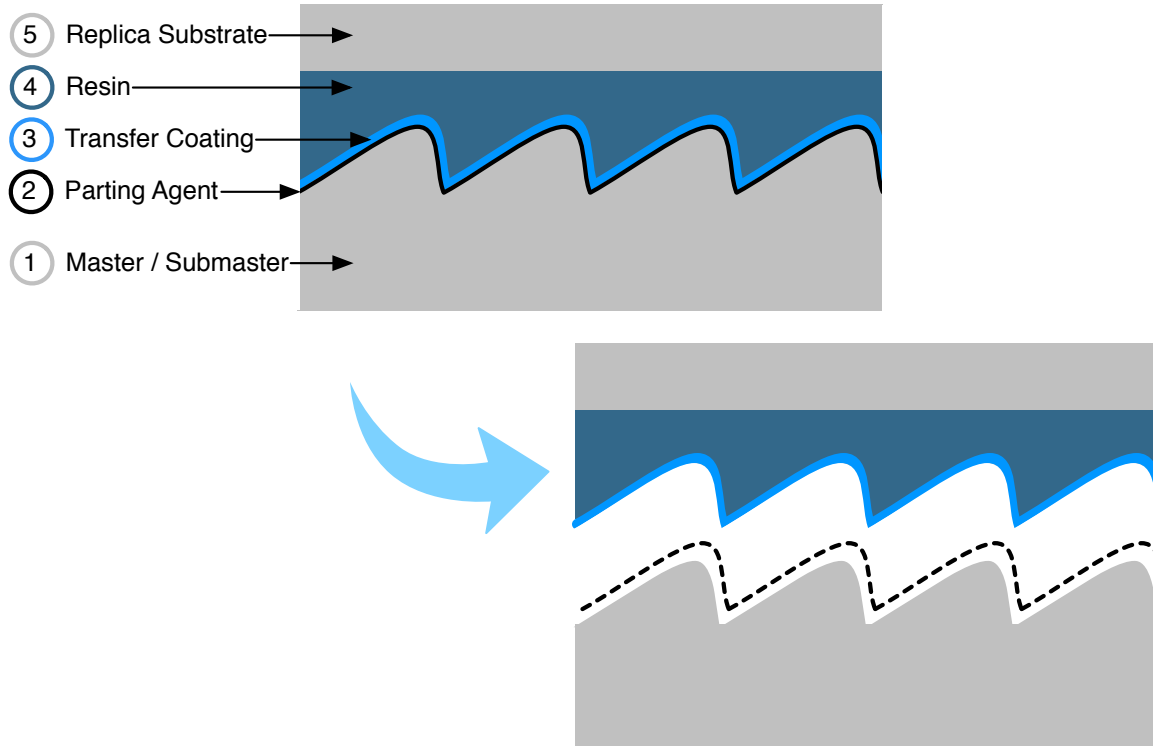 5 Replica Substrate
4 Resin
3 Transfer Coating
2 Parting Agent
1 Master / Submaster